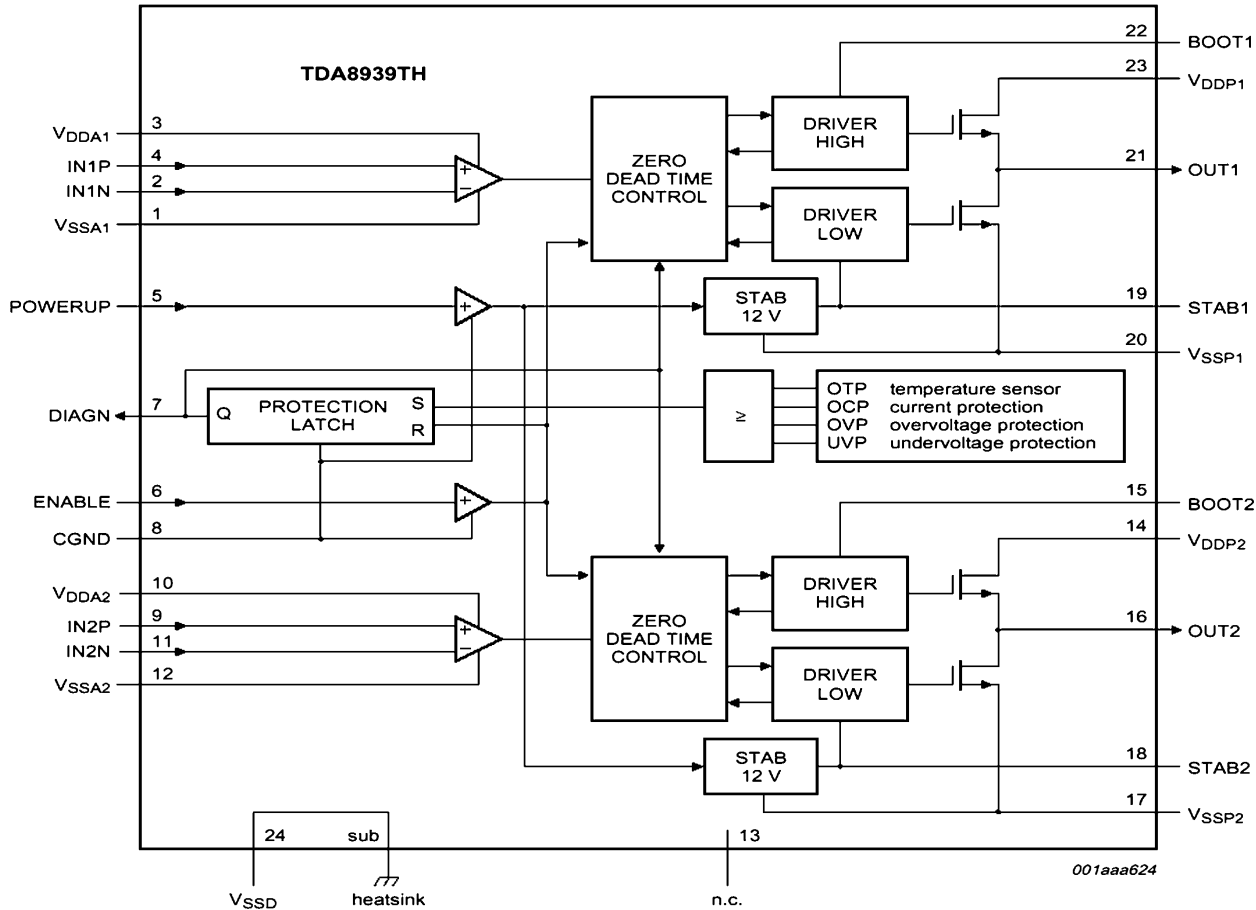 TDA8939TH
22
BOOT1
23
VDDP1
VDDA1
3
IN1P
4
IN1N
2
VSSA1
1
+
−
ZERO
DEAD TIME
CONTROL
DRIVER
HIGH
21
OUT1
DRIVER
LOW
POWERUP
5
+
STAB
12 V
19
STAB1
20
VSSP1
DIAGN
7
Q
PROTECTION
LATCH
S
R
≥
OTP temperature sensor
OCP current protection
OVP overvoltage protection
UVP undervoltage protection
ENABLE
6
+
CGND
8
15
BOOT2
14
VDDP2
VDDA2
10
IN2P
9
IN2N
11
VSSA2
12
+
−
ZERO
DEAD TIME
CONTROL
DRIVER
HIGH
16
OUT2
DRIVER
LOW
STAB
12 V
18
STAB2
17
VSSP2
24
sub
13
VSSD
heatsink
n.c.
001aaa624